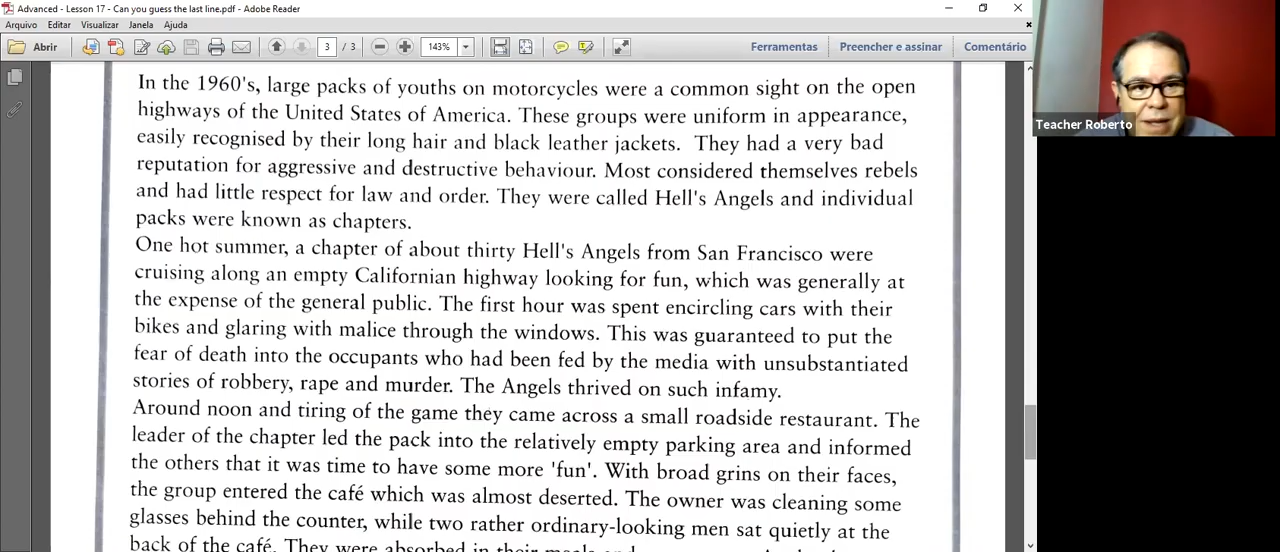 Advanced - Lesson 17 - Can you guess the last line.pdf - Adobe Reader
Arquivo Editar Visualizar Janela Ajuda
Abrir 3 / 3 143% Ferramentas Preencher e assinar Comentário
Teacher Roberto
In the 1960's, large packs of youths on motorcycles were a common sight on the open
highways of the United States of America. These groups were uniform in appearance,
easily recognised by their long hair and black leather jackets. They had a very bad
reputation for aggressive and destructive behaviour. Most considered themselves rebels
and had little respect for law and order. They were called Hell's Angels and individual
packs were known as chapters.
One hot summer, a chapter of about thirty Hell's Angels from San Francisco were
cruising along an empty Californian highway looking for fun, which was generally at
the expense of the general public. The first hour was spent encircling cars with their
bikes and glaring with malice through the windows. This was guaranteed to put the
fear of death into the occupants who had been fed by the media with unsubstantiated
stories of robbery, rape and murder. The Angels thrived on such infamy.
Around noon and tiring of the game they came across a small roadside restaurant. The
leader of the chapter led the pack into the relatively empty parking area and informed
the others that it was time to have some more 'fun'. With broad grins on their faces,
the group entered the café which was almost deserted. The owner was cleaning some
glasses behind the counter, while two rather ordinary-looking men sat quietly at the
back of the café. They were absorbed in their meals and